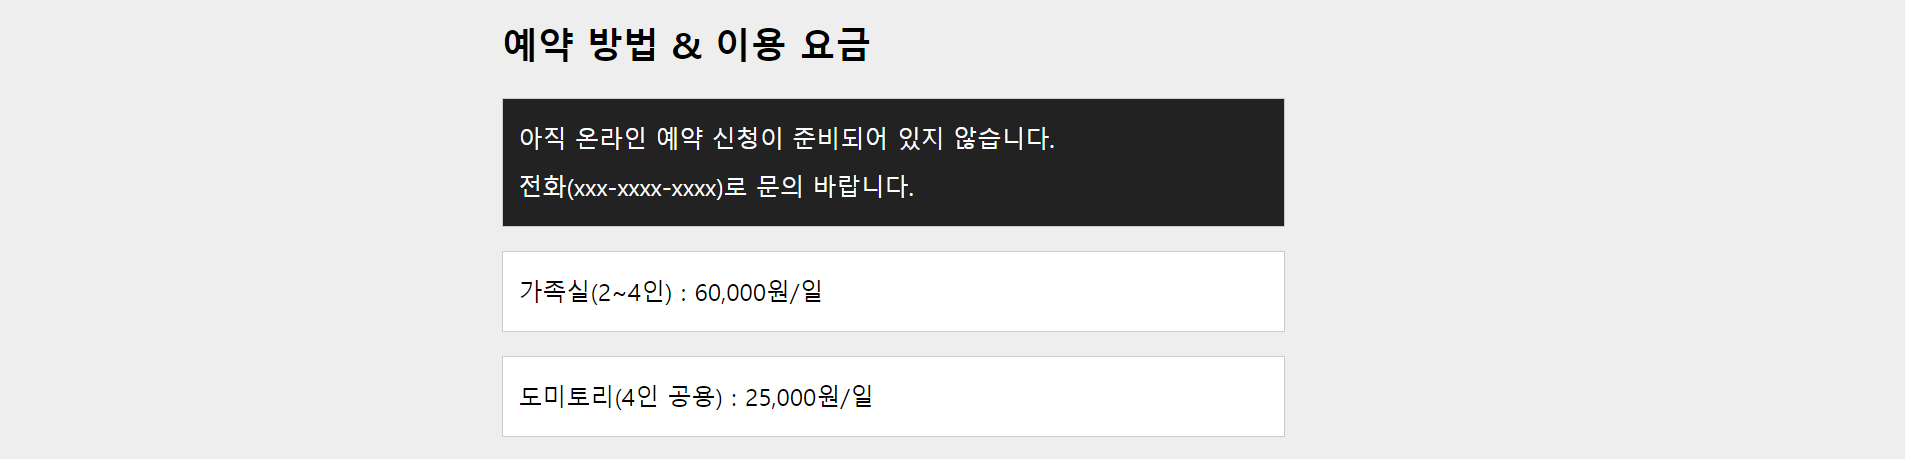 예약 방법 & 이용 요금
아직 온라인 예약 신청이 준비되어 있지 않습니다.
전화(xxx-xxxx-xxxx)로 문의 바랍니다.
가족실(2~4인) : 60,000원/일
도미토리(4인 공용) : 25,000원/일